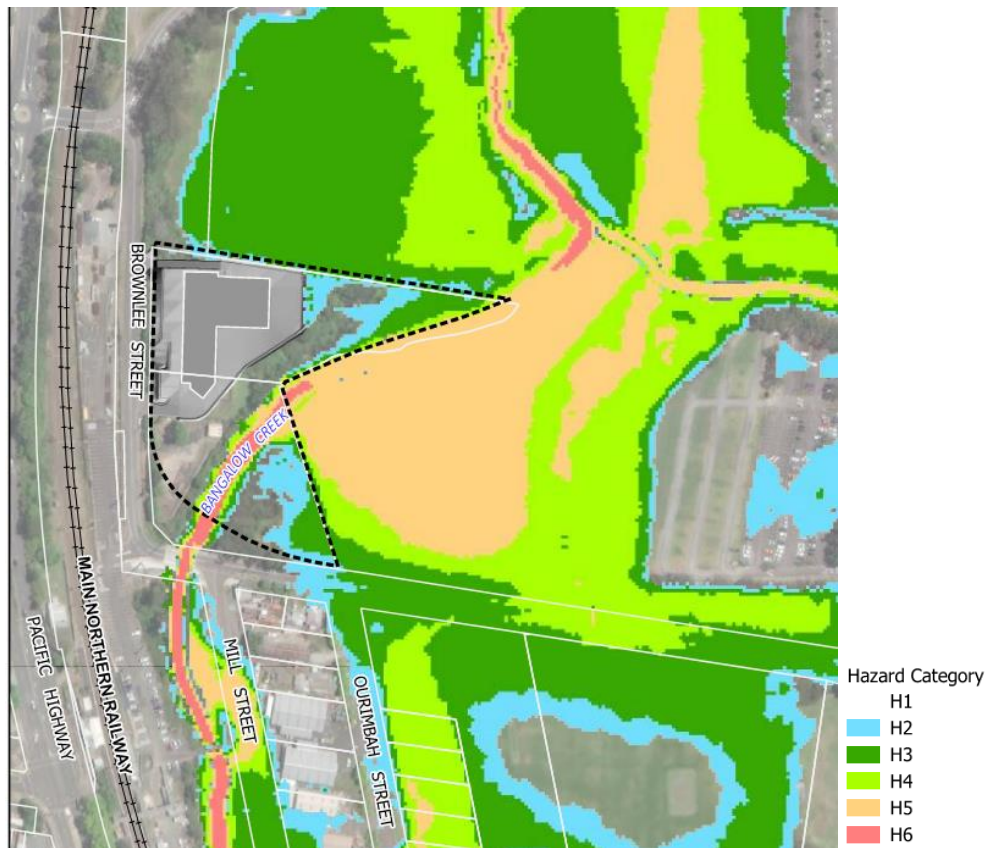 BROWNLEE STREET
BANGALOW CREEK
MAIN NORTHERN RAILWAY
PACIFIC HIGHWAY
MILL STREET
OURIMBAH STREET
Hazard Category
H1
H2
H3
H4
H5
H6